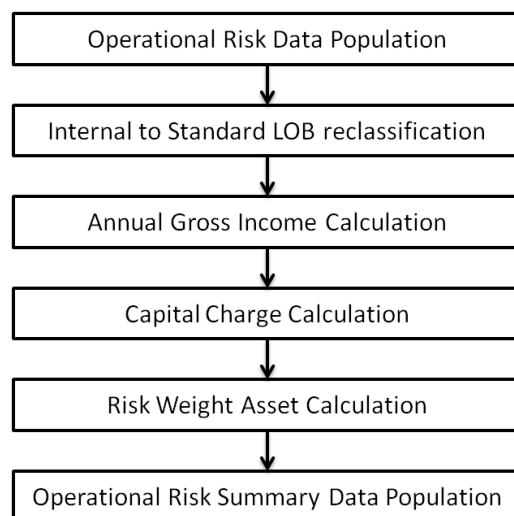 Operational Risk Data Population
Internal to Standard LOB reclassification
Annual Gross Income Calculation
Capital Charge Calculation
Risk Weight Asset Calculation
Operational Risk Summary Data Population